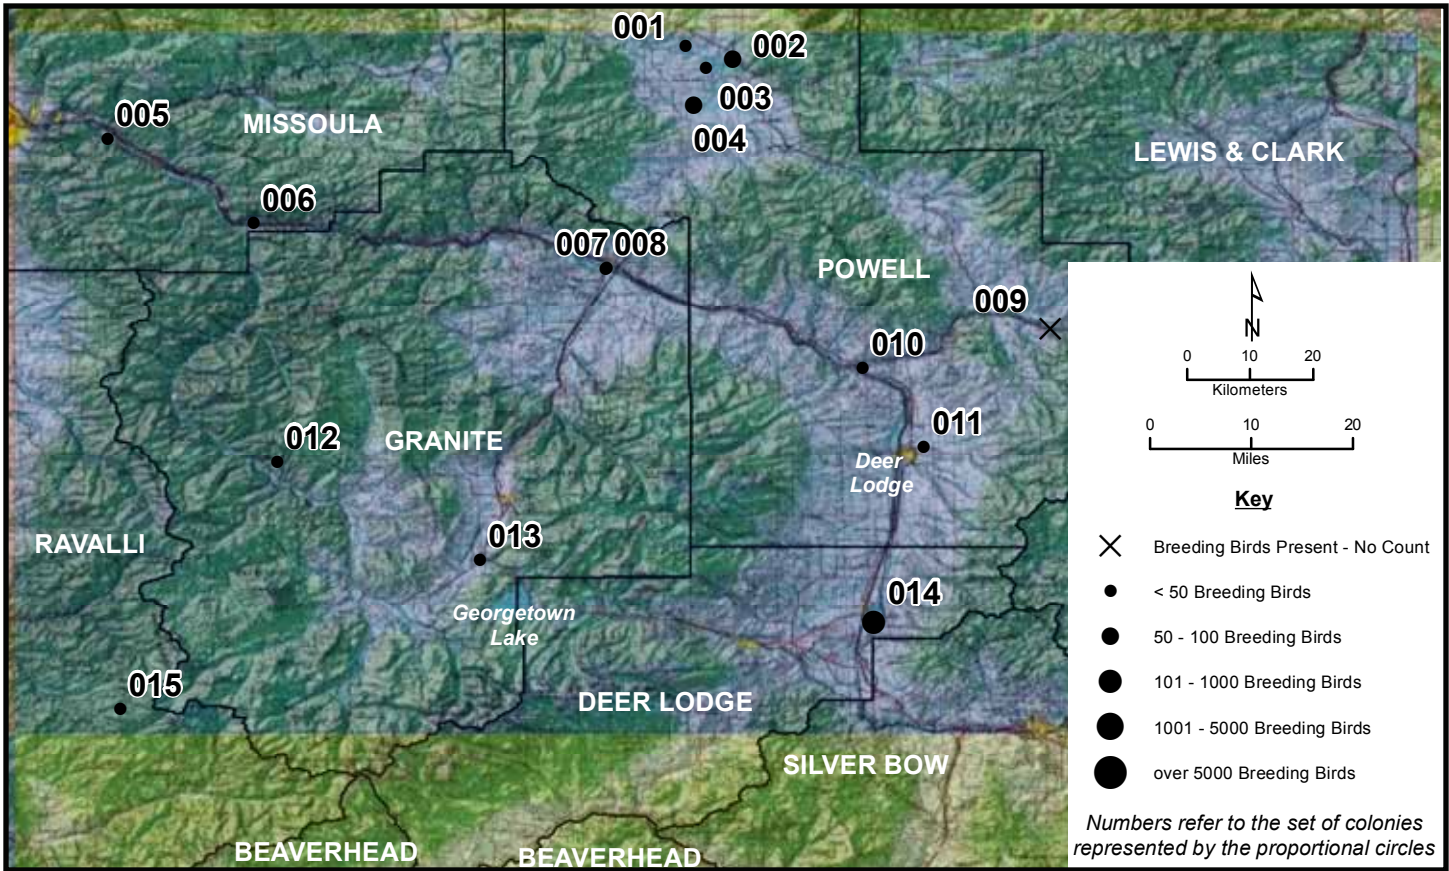 001
002
003
004
005
MISSOULA
LEWIS & CLARK
006
007 008
POWELL
009
010
011
Deer
Lodge
012
GRANITE
RAVALLI
013
014
Georgetown
Lake
015
DEER LODGE
SILVER BOW
BEAVERHEAD
BEAVERHEAD
N
0 10 20
Kilometers
0 10 20
Miles
Key
Breeding Birds Present - No Count
< 50 Breeding Birds
50 - 100 Breeding Birds
101 - 1000 Breeding Birds
1001 - 5000 Breeding Birds
over 5000 Breeding Birds
Numbers refer to the set of colonies
represented by the proportional circles